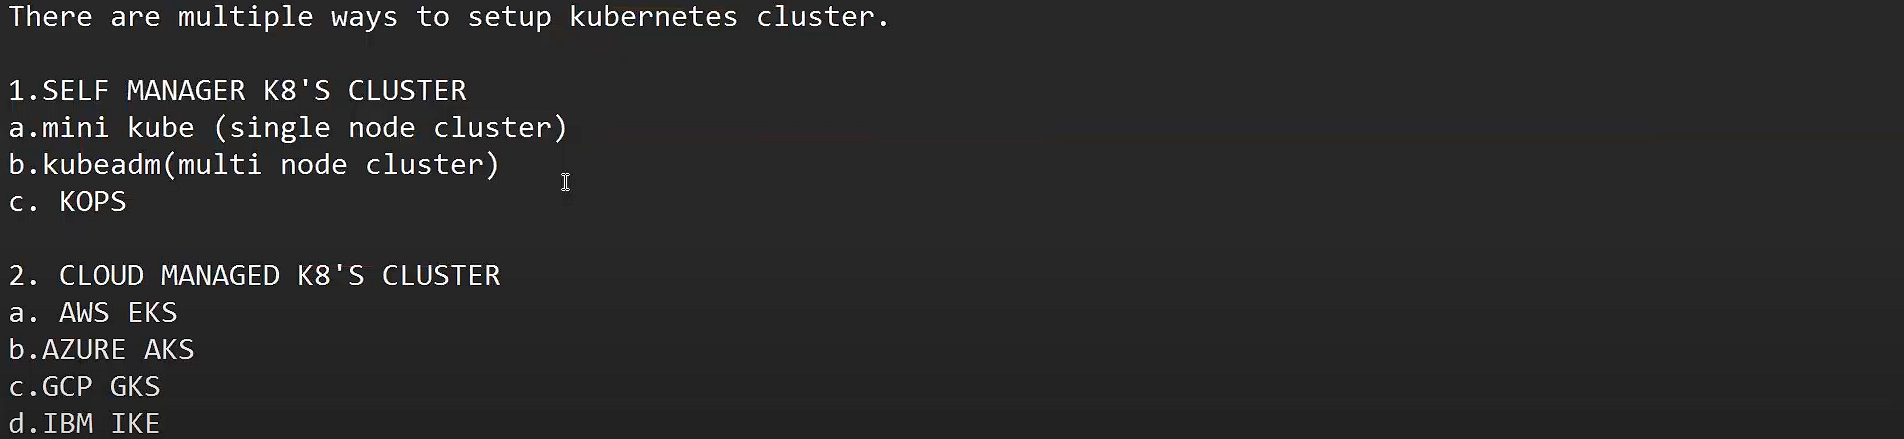 There are multiple ways to setup kubernetes cluster.
1.SELF MANAGER K8'S CLUSTER
a.mini kube (single node cluster)
b.kubeadm(multi node cluster)
c. KOPS
2. CLOUD MANAGED K8'S CLUSTER
a. AWS EKS
b.AZURE AKS
c.GCP GKS
d.IBM IKE